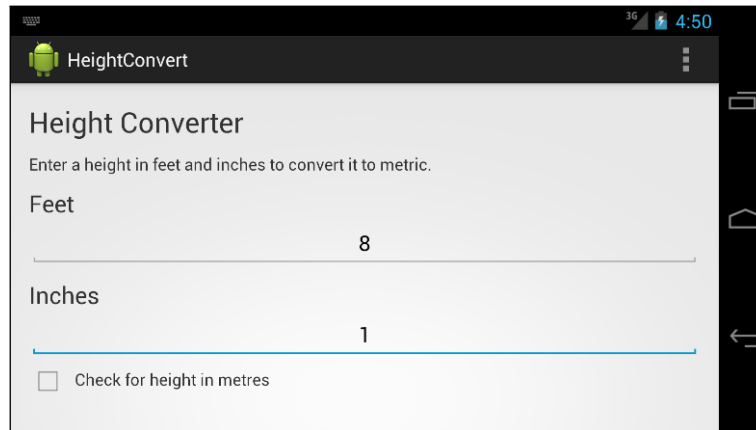 3G 4:50
HeightConvert
Height Converter
Enter a height in feet and inches to convert it to metric.
Feet
8
Inches
1
Check for height in metres